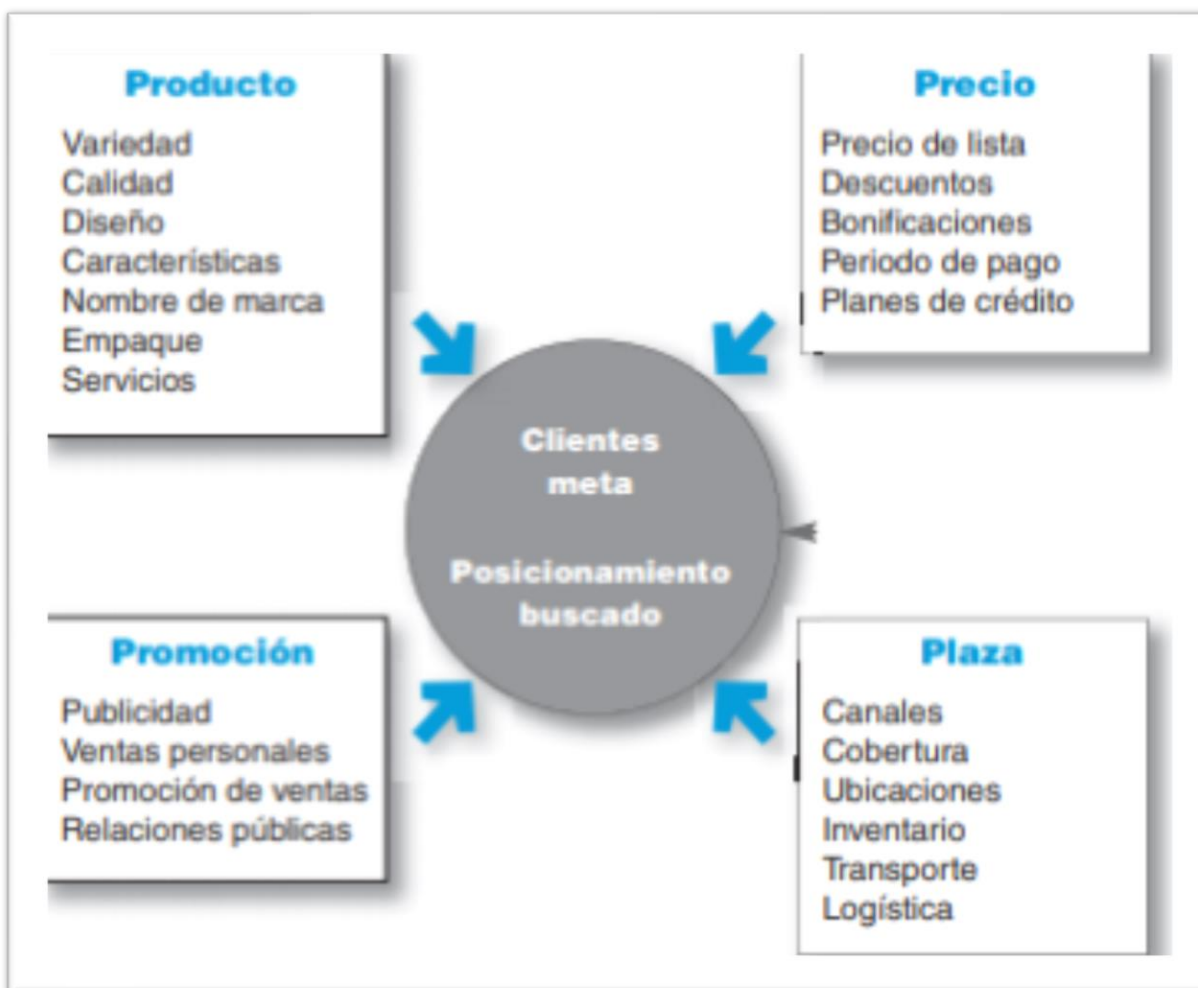 Producto
Variedad
Calidad
Diseño
Características
Nombre de marca
Empaque
Servicios
Precio
Precio de lista
Descuentos
Bonificaciones
Periodo de pago
Planes de crédito
Clientes
meta
Posicionamiento
buscado
Promoción
Publicidad
Ventas personales
Promoción de ventas
Relaciones públicas
Plaza
Canales
Cobertura
Ubicaciones
Inventario
Transporte
Logística